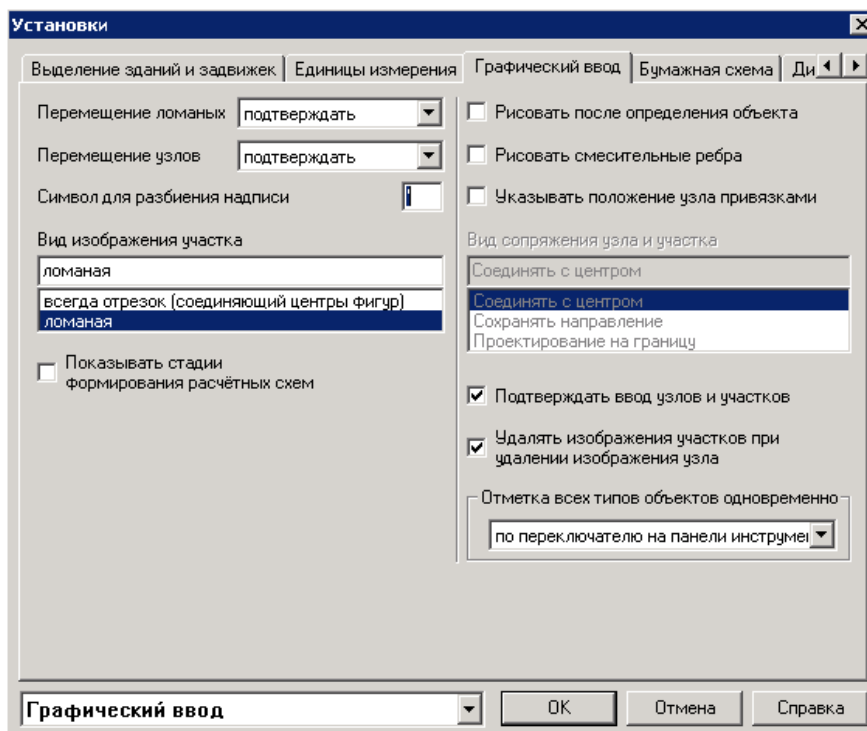 Установки
Выделение зданий и задвижек
Единицы измерения
Графический ввод
Бумажная схема
Ди
Перемещение ломаных
подтверждать
Перемещение узлов
подтверждать
Символ для разбиения надписи
Вид изображения участка
ломаная
всегда отрезок (соединяющий центры фигур)
ломаная
Показывать стадии
формирования расчётных схем
Рисовать после определения объекта
Рисовать смесительные ребра
Указывать положение узла привязками
Вид сопряжения узла и участка
Соединять с центром
Соединять с центром
Сохранять направление
Проектирование на границу
Подтверждать ввод узлов и участков
Удалять изображения участков при
удалении изображения узла
Отметка всех типов объектов одновременно
по переключателю на панели инструмен
Графический ввод
OK
Отмена
Справка